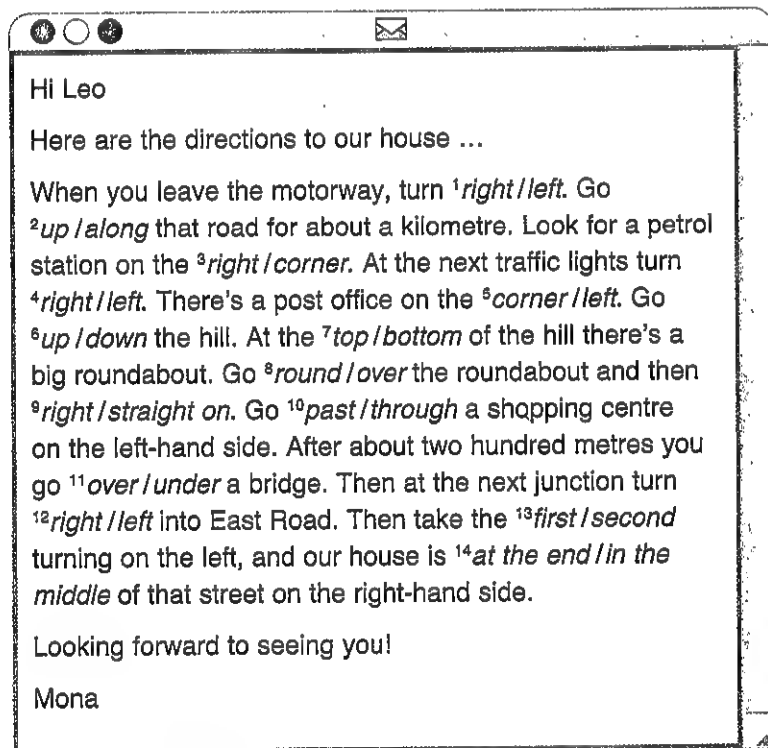 Hi Leo
Here are the directions to our house ...
When you leave the motorway, turn ¹right/left. Go
²up/along that road for about a kilometre. Look for a petrol
station on the ³right/corner. At the next traffic lights turn
⁴right/left. There's a post office on the ⁵corner/left. Go
⁶up/down the hill. At the ⁷top/bottom of the hill there's a
big roundabout. Go ⁸round/over the roundabout and then
⁹right/straight on. Go ¹⁰past/through a shopping centre
on the left-hand side. After about two hundred metres you
go ¹¹over/under a bridge. Then at the next junction turn
¹²right/left into East Road. Then take the ¹³first/second
turning on the left, and our house is ¹⁴at the end/in the
middle of that street on the right-hand side.
Looking forward to seeing you!
Mona